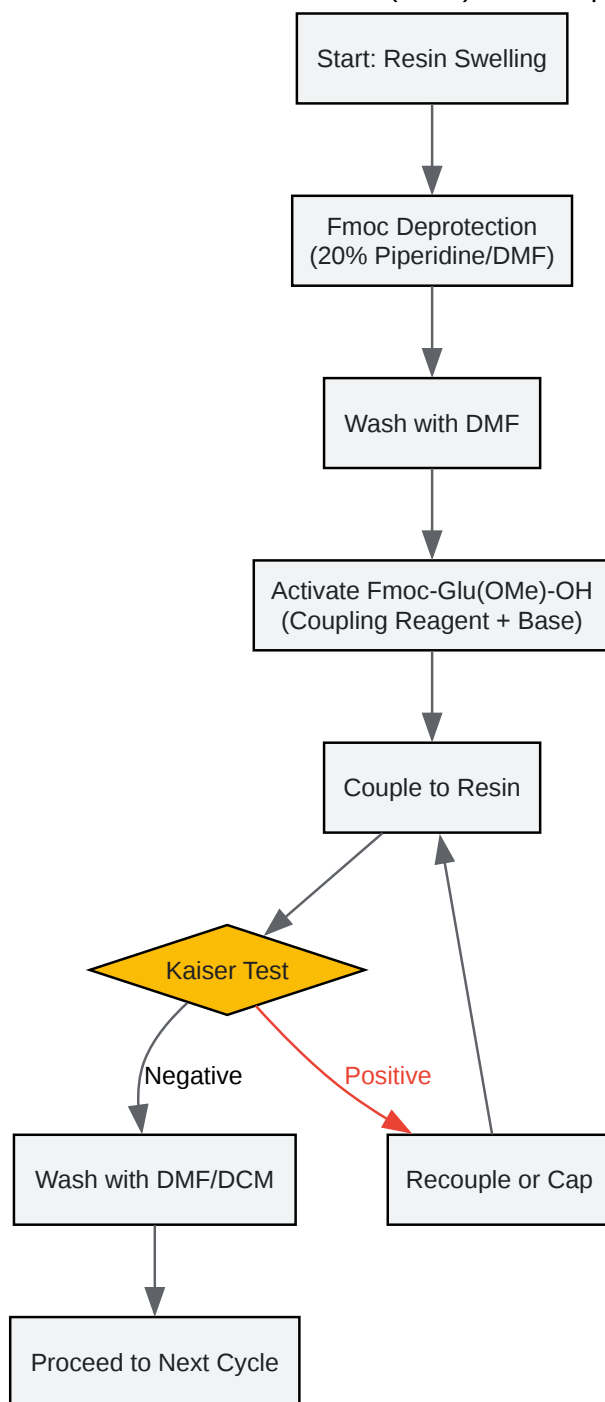 Start: Resin Swelling
Fmoc Deprotection
(20% Piperidine/DMF)
Wash with DMF
Activate Fmoc-Glu(OMe)-OH
(Coupling Reagent + Base)
Couple to Resin
Kaiser Test
Negative
Positive
Wash with DMF/DCM
Recouple or Cap
Proceed to Next Cycle